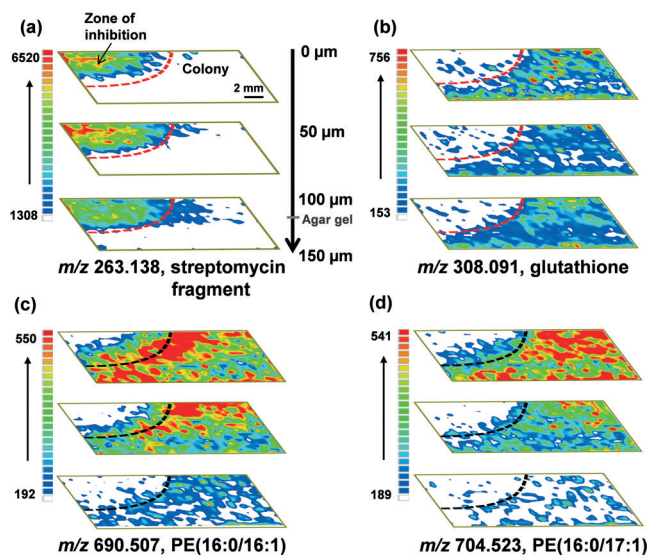 (a)
Zone of
inhibition
6520
1308
Colony
2 mm
0 µm
50 µm
100 µm
Agar gel
150 µm
m/z 263.138, streptomycin
fragment
(b)
756
153
m/z 308.091, glutathione
(c)
550
192
m/z 690.507, PE(16:0/16:1)
(d)
541
189
m/z 704.523, PE(16:0/17:1)